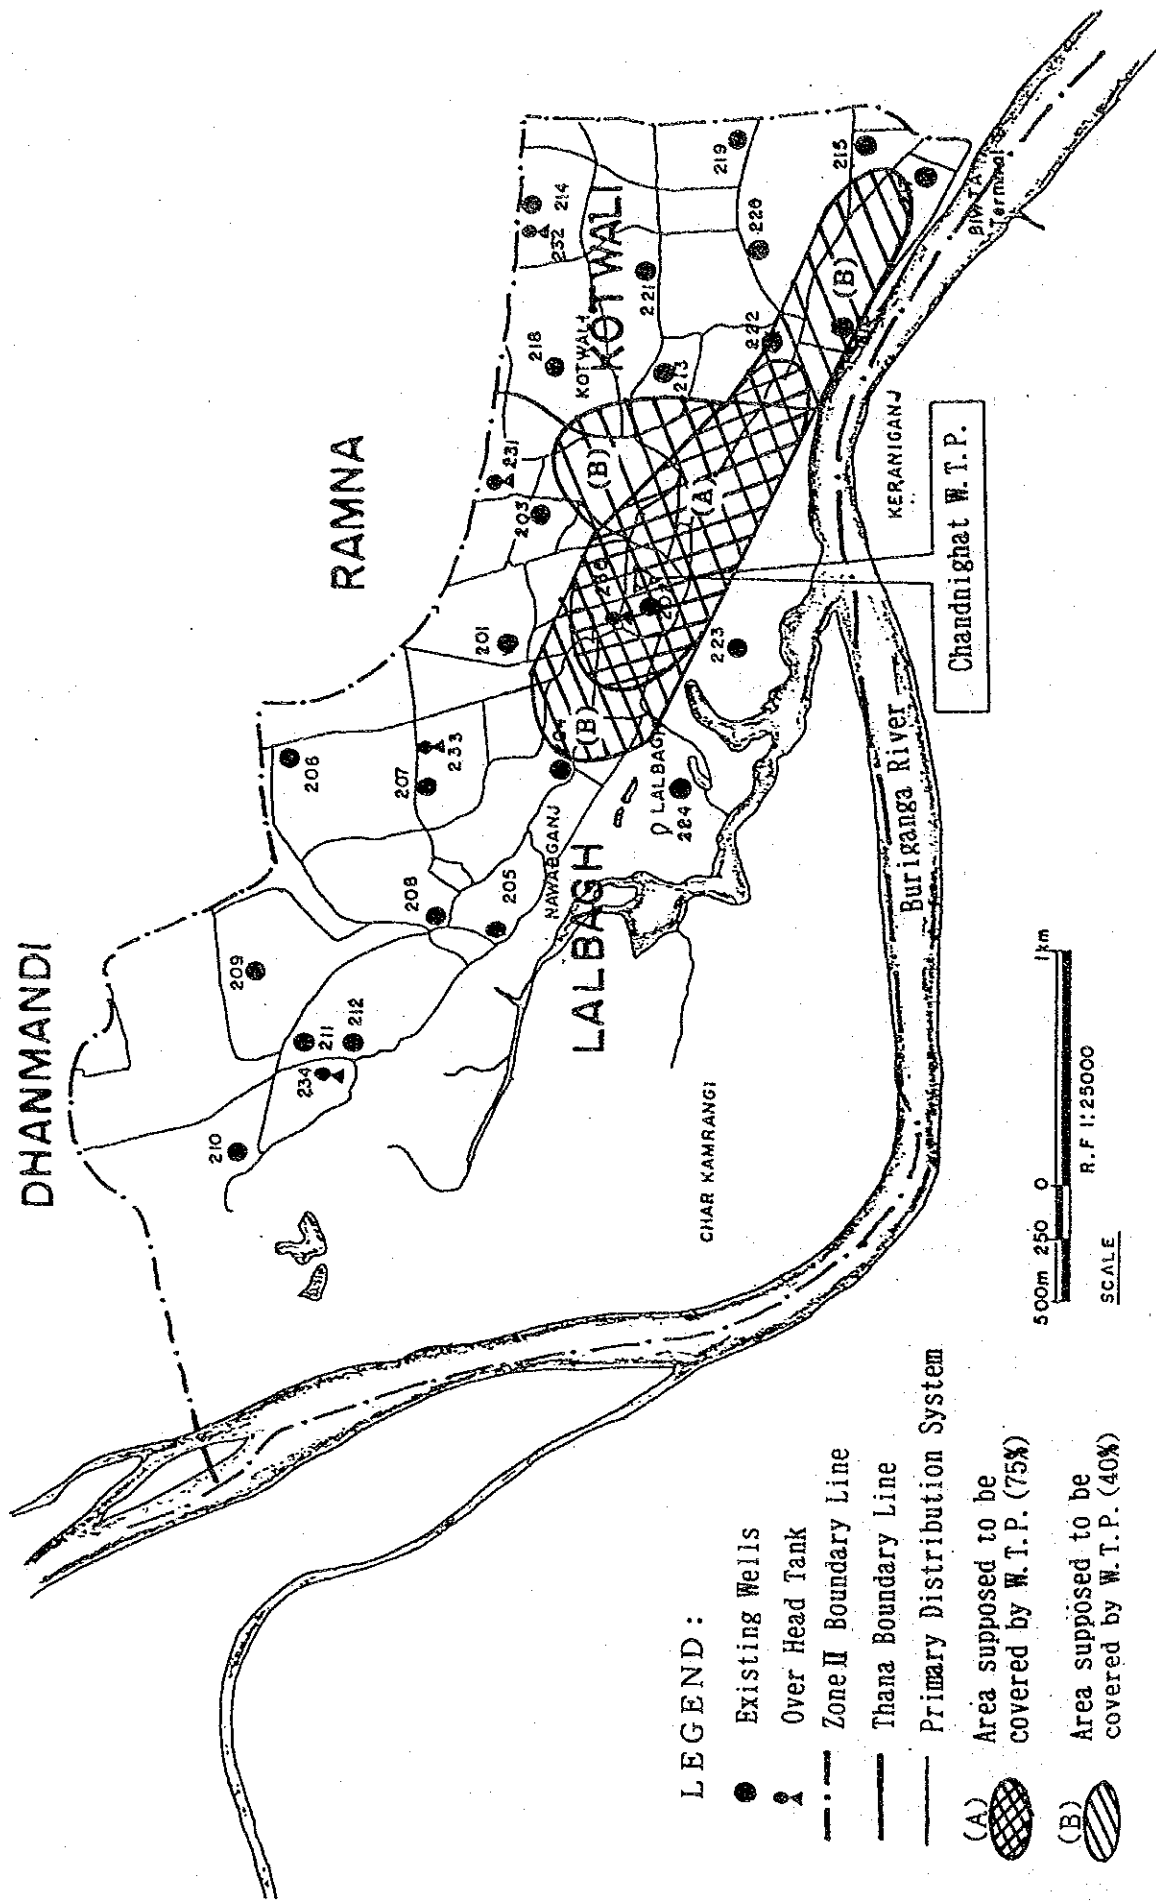 DHANMANDI
RAMNA
KOTWALI
KOTWALI
LALBAGH
LALBAGH
NAWABGANJ
CHAR KAMRANGI
KERANIGANJ
Buriganga River
BIWTA
Terminal
Chandnighat W.T.P.
210
234
211
212
209
208
205
206
207
233
201
203
231
218
232
214
221
213
219
220
215
222
223
224
(B)
(B)
(A)
(B)
500m 250 0 1km
R.F 1:25000
SCALE
LEGEND:
Existing Wells
Over Head Tank
Zone II Boundary Line
Thana Boundary Line
Primary Distribution System
(A)
Area supposed to be
covered by W.T.P. (75%)
(B)
Area supposed to be
covered by W.T.P. (40%)